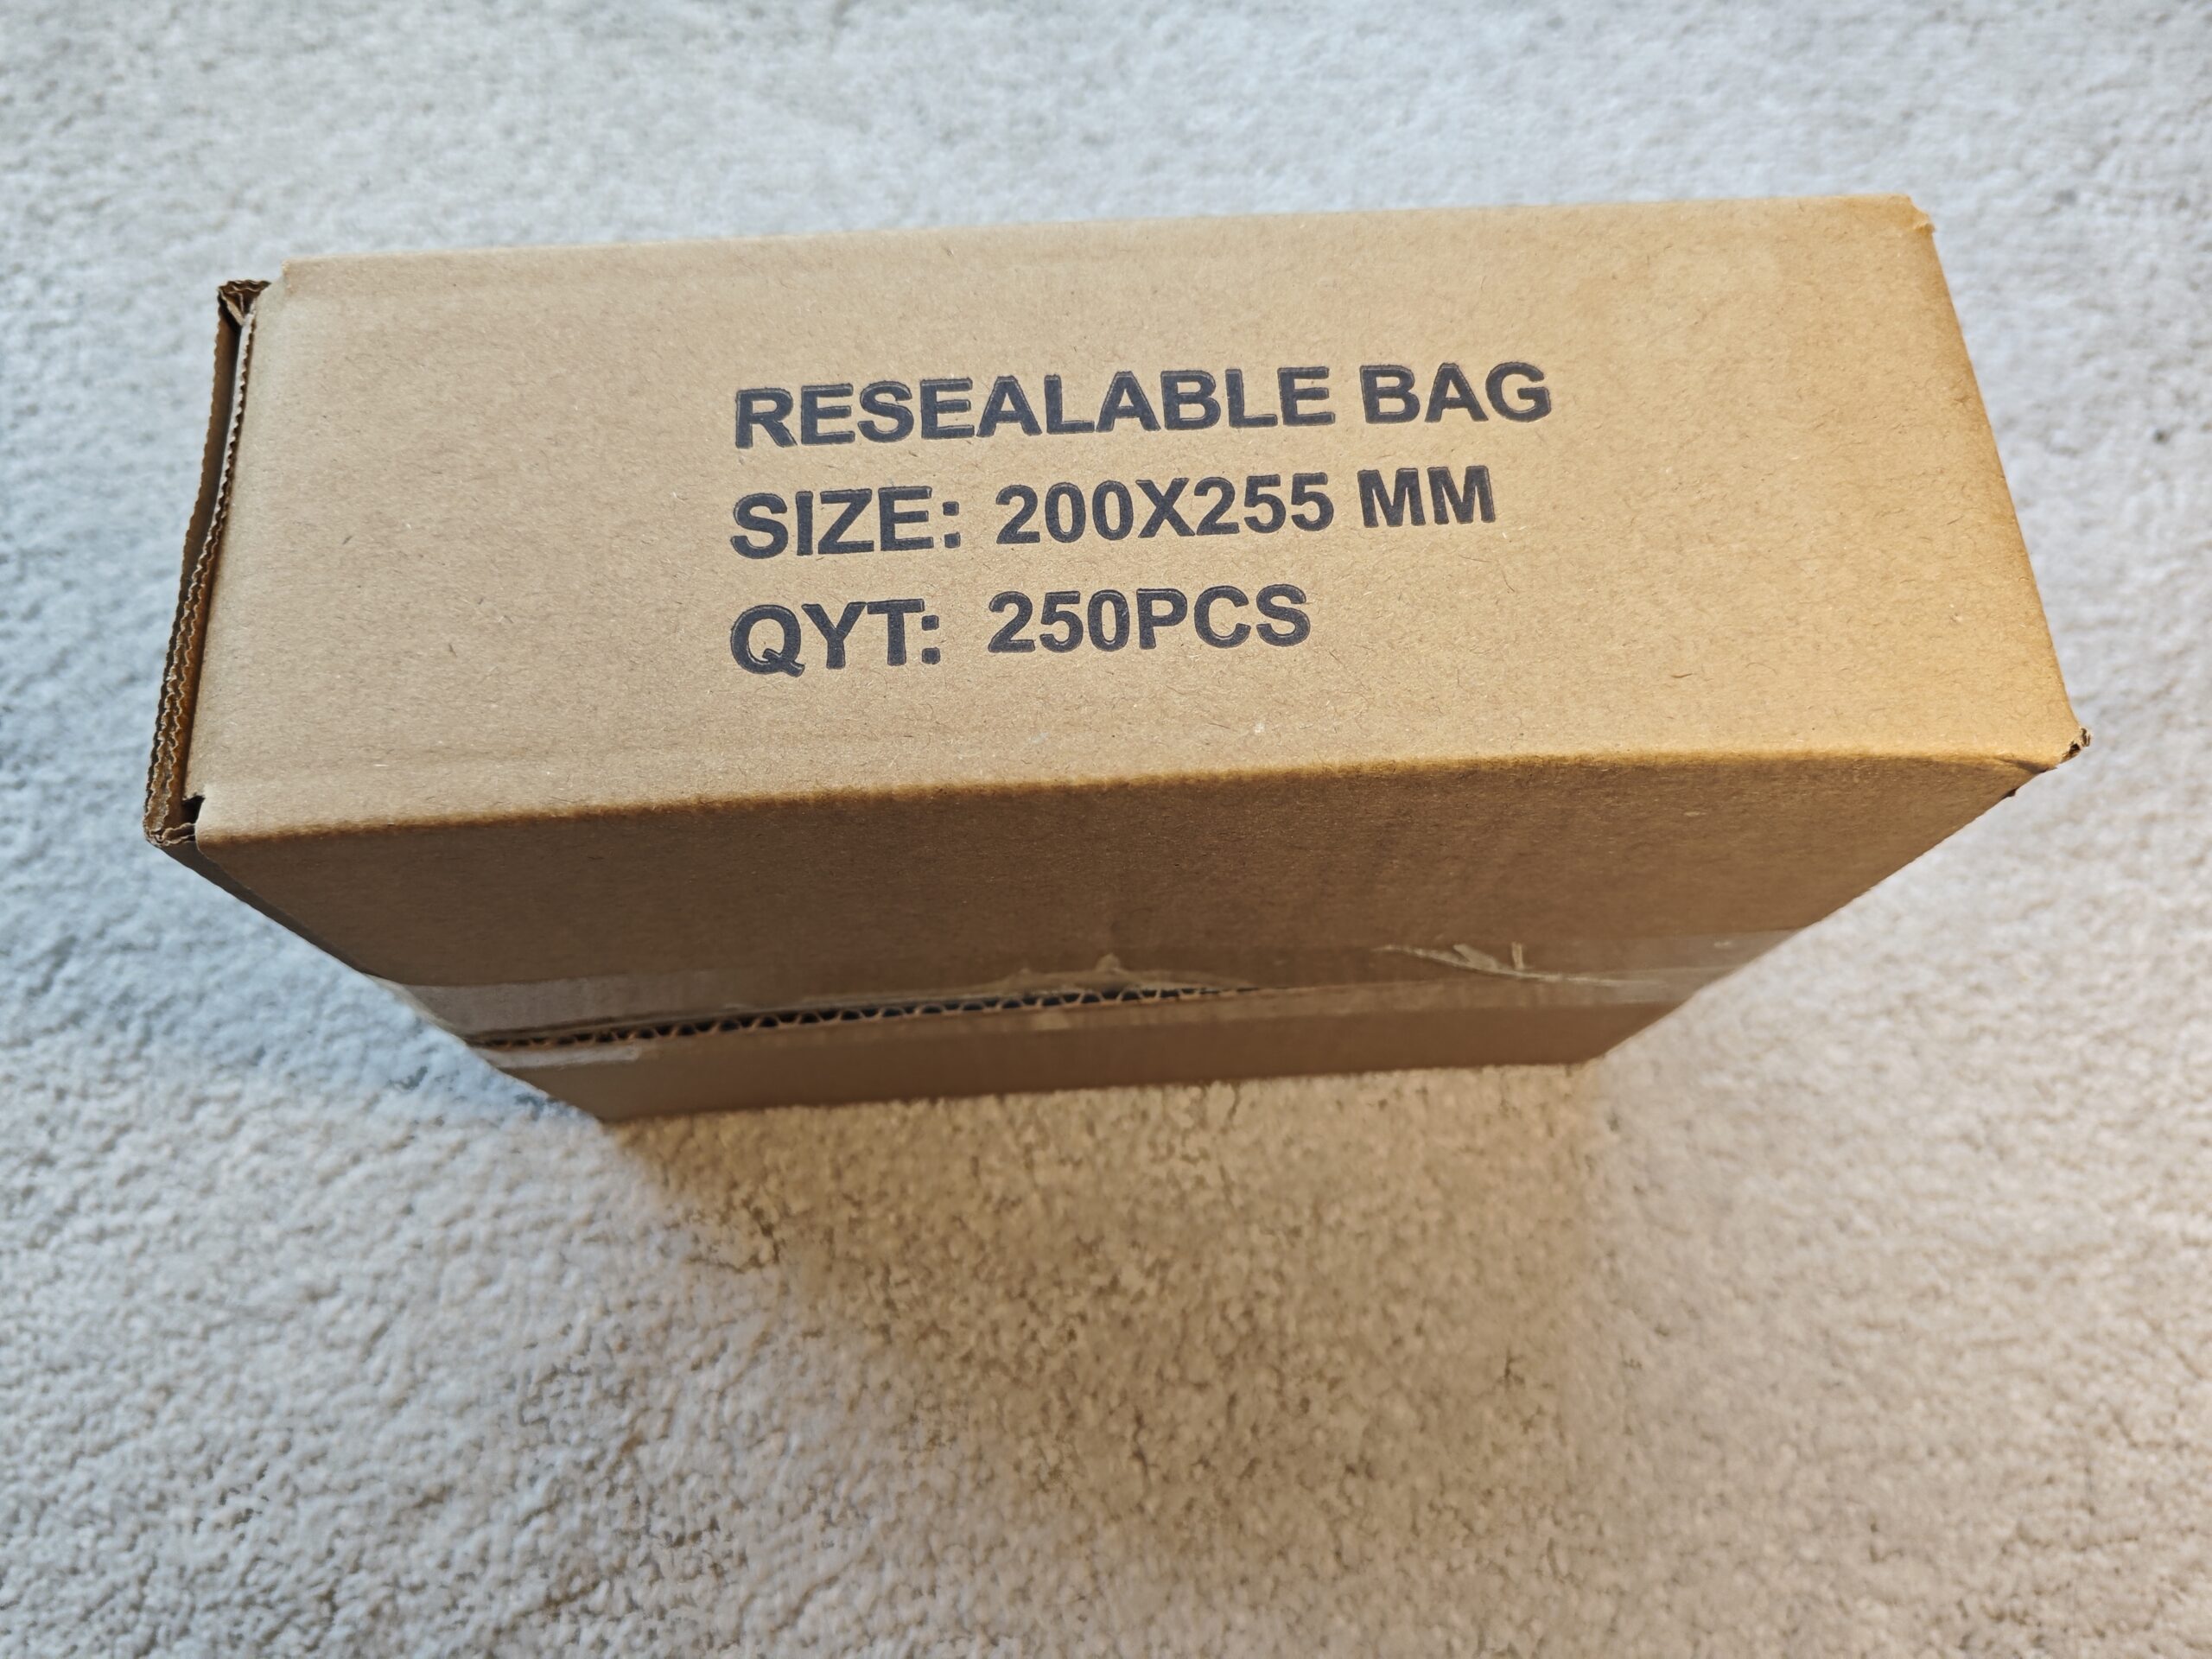 RESEALABLE BAG
SIZE: 200X255 MM
QYT: 250PCS